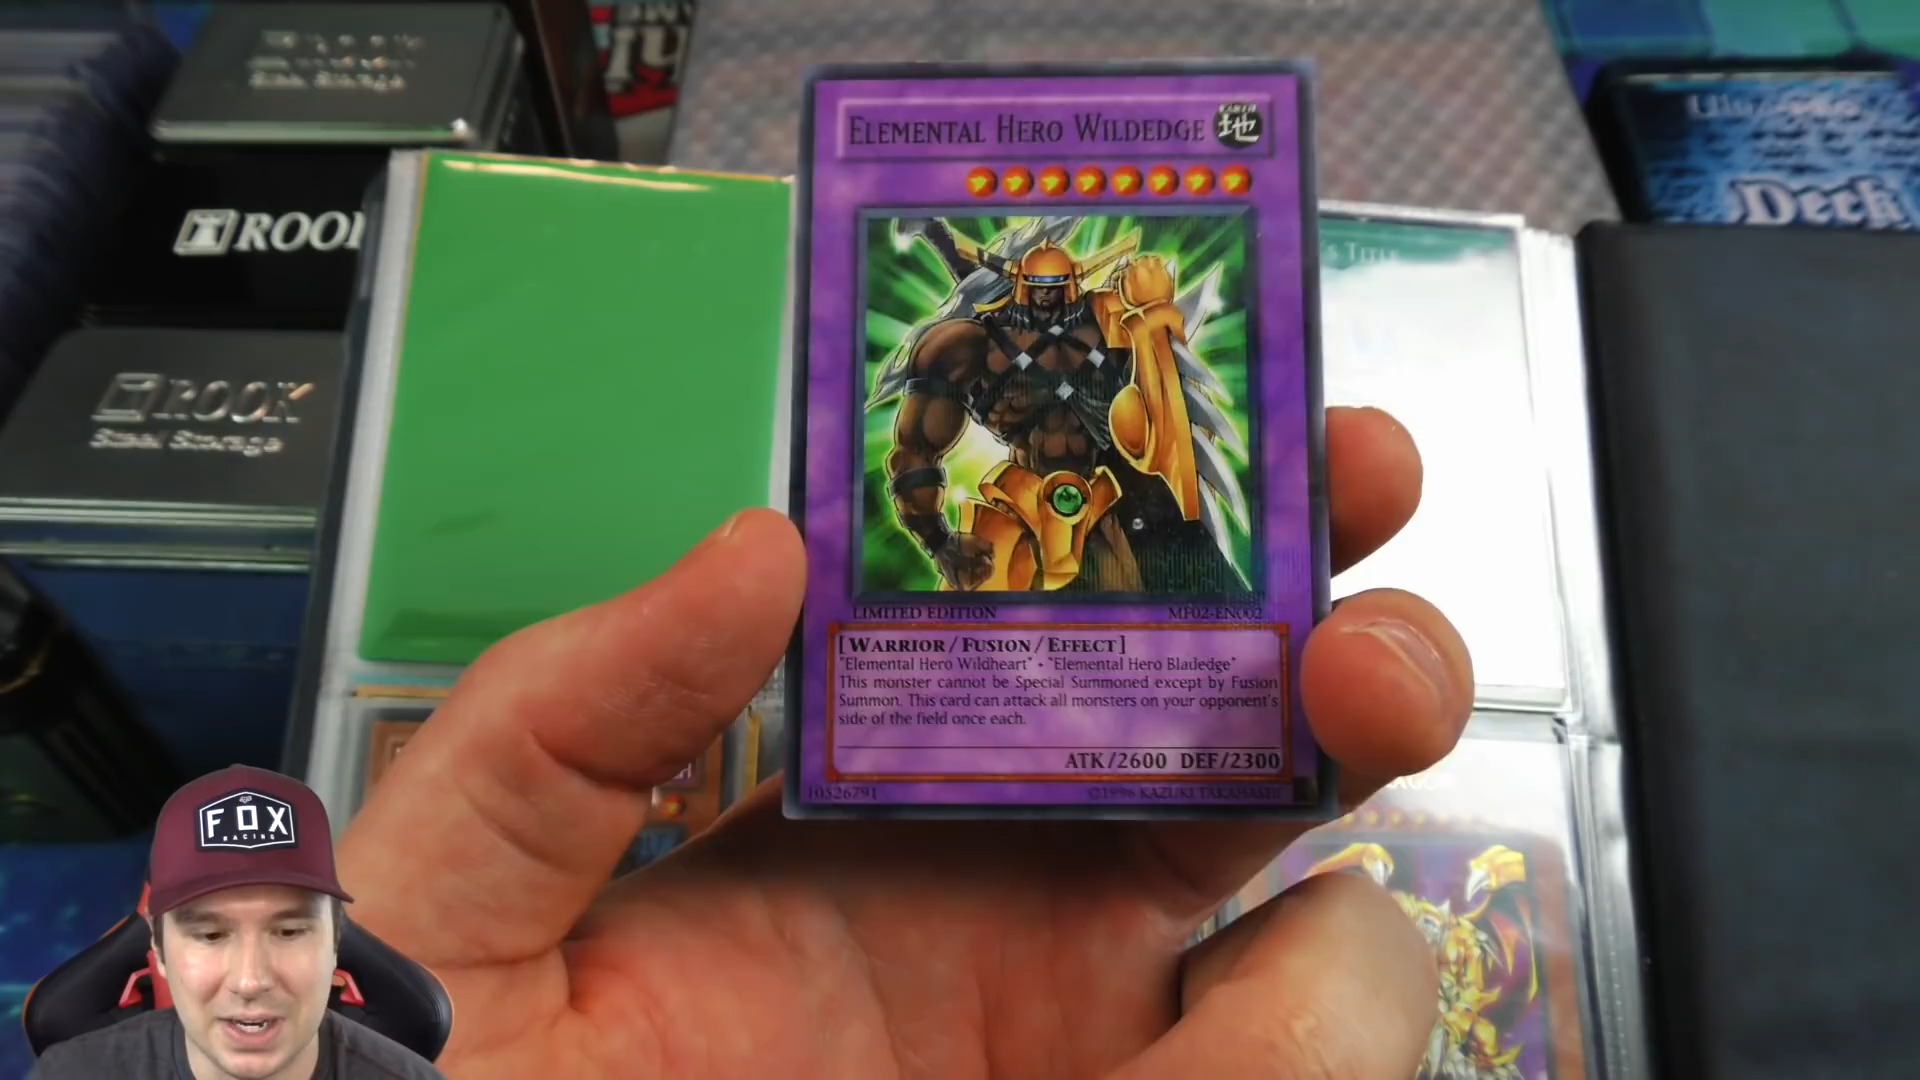 ROOK
ROOK
Steel Storage
Deck
'S TITLE
ELEMENTAL HERO WILDEDGE
EARTH
地
LIMITED EDITION
MF02-EN002
[WARRIOR/FUSION/EFFECT]
"Elemental Hero Wildheart" + "Elemental Hero Bladedge"
This monster cannot be Special Summoned except by Fusion
Summon. This card can attack all monsters on your opponent's
side of the field once each.
ATK/2600 DEF/2300
10526791
©1996 KAZUKI TAKAHASHI
FOX
RACING